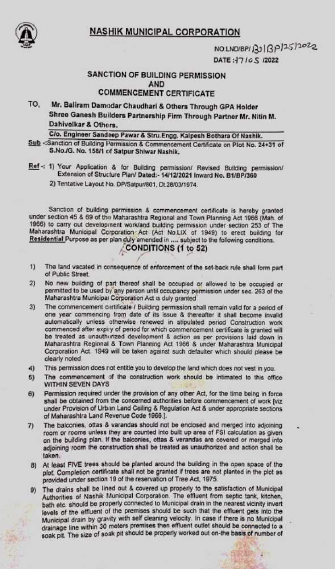 NASHIK MUNICIPAL CORPORATION
NO:LND/BP/B1/BP/25/2022
DATE :17/05 /2022
SANCTION OF BUILDING PERMISSION
AND
COMMENCEMENT CERTIFICATE
TO, Mr. Baliram Damodar Chaudhari & Others Through GPA Holder
Shree Ganesh Builders Partnership Firm Through Partner Mr. Nitin M.
Dahivelkar & Others.
C/o. Engineer Sandeep Pawar & Stru.Engg. Kalpesh Bothara Of Nashik.
Sub :-Sanction of Building Permission & Commencement Certificate on Plot No. 24+31 of
S.No./G. No. 158/1 of Satpur Shiwar Nashik.
Ref :- 1) Your Application & for Building permission/ Revised Building permission/
Extension of Structure Plan/ Dated:- 14/12/2021 Inward No. B1/BP/360
2) Tentative Layout No. DP/Satpur/801, Dt.28/03/1974.
Sanction of building permission & commencement certificate is hereby granted
under section 45 & 69 of the Maharashtra Regional and Town Planning Act 1966 (Mah. of
1966) to carry out development work/and building permission under section 253 of The
Maharashtra Municipal Corporation Act (Act No.LIX. of 1949) to erect building for
Residential Purpose as per plan duly amended in .... subject to the following conditions.
CONDITIONS (1 to 52)
1) The land vacated in consequence of enforcement of the set-back rule shall form part
of Public Street.
2) No new building of part thereof shall be occupied or allowed to be occupied or
permitted to be used by any person until occupancy permission under sec. 263 of the
Maharashtra Municipal Corporation Act is duly granted
3) The commencement certificate / Building permission shall remain valid for a period of
one year commencing from date of its issue & thereafter it shall become invalid
automatically unless otherwise renewed in stipulated period Construction work
commenced after expiry of period for which commencement certificate is granted will
be treated as unauthorized development & action as per provisions laid down in
Maharashtra Regional & Town Planning Act 1966 & under Maharashtra Municipal
Corporation Act. 1949 will be taken against such defaulter which should please be
clearly noted.
4) This permission does not entitle you to develop the land which does not vest in you.
5) The commencement of the construction work should be intimated to this office
WITHIN SEVEN DAYS
6) Permission required under the provision of any other Act, for the time being in force
shall be obtained from the concerned authorities before commencement of work [viz
under Provision of Urban Land Ceiling & Regulation Act & under appropriate sections
of Maharashtra Land Revenue Code 1966.].
7) The balconies, ottas & varandas should not be enclosed and merged into adjoining
room or rooms unless they are counted into built up area of FSI calculation as given
on the building plan. If the balconies, ottas & varandas are covered or merged into
adjoining room the construction shall be treated as unauthorized and action shall be
taken.
8) At least FIVE trees should be planted around the building in the open space of the
plot. Completion certificate shall not be granted if trees are not planted in the plot as
provided under section 19 of the reservation of Tree Act, 1975.
9) The drains shall be lined out & covered up properly to the satisfaction of Municipal
Authorities of Nashik Municipal Corporation. The effluent from septic tank, kitchen,
bath etc. should be properly connected to Municipal drain in the nearest vicinity invert
levels of the effluent of the premises should be such that the effluent gets into the
Municipal drain by gravity with self cleaning velocity. In case if there is no Municipal
drainage line within 30 meters premises then effluent outlet should be connected to a
soak pit. The size of soak pit should be properly worked out on-the basis of number of